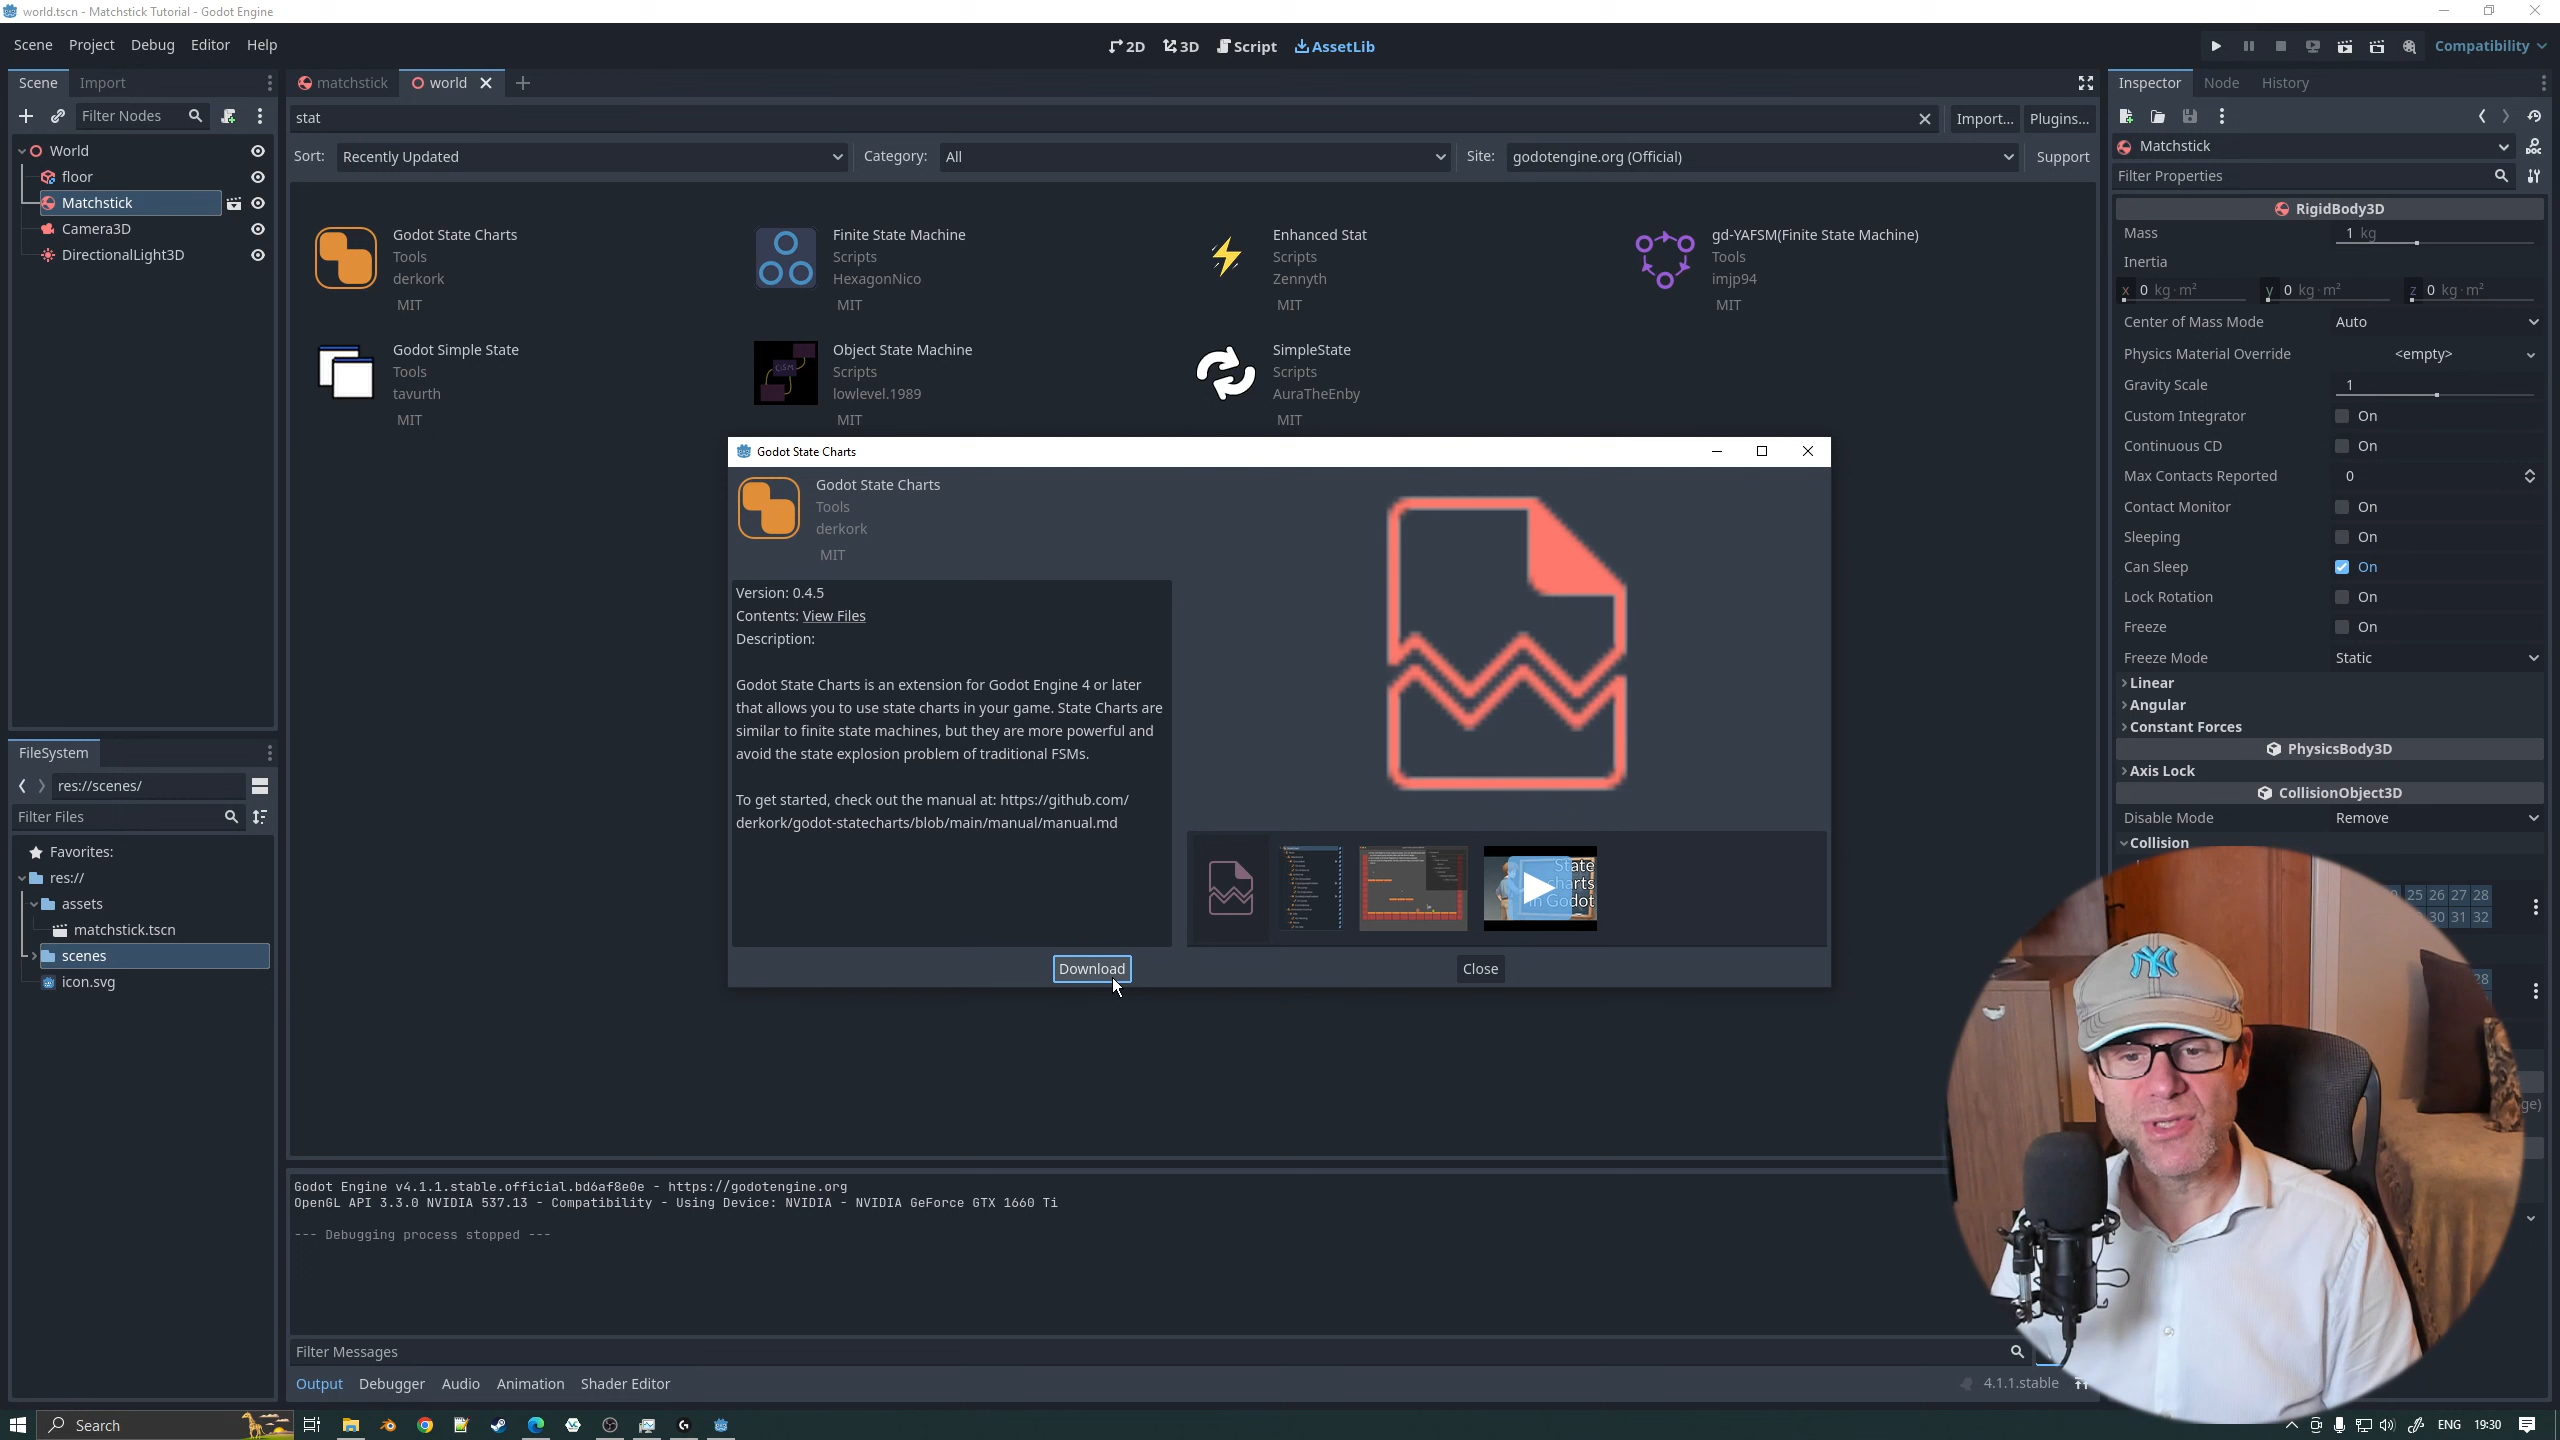 world.tscn - Matchstick Tutorial - Godot Engine
Scene Project Debug Editor Help
2D 3D Script AssetLib
Compatibility
Scene Import
matchstick world
Inspector Node History
Filter Nodes
stat
Import... Plugins...
Matchstick
Sort: Recently Updated Category: All Site: godotengine.org (Official) Support
Filter Properties
World
floor
Matchstick
Camera3D
DirectionalLight3D
Godot State Charts
Tools
derkork
MIT
Finite State Machine
Scripts
HexagonNico
MIT
Enhanced Stat
Scripts
Zennyth
MIT
gd-YAFSM(Finite State Machine)
Tools
imjp94
MIT
Godot Simple State
Tools
tavurth
MIT
Object State Machine
Scripts
lowlevel.1989
MIT
SimpleState
Scripts
AuraTheEnby
MIT
Godot State Charts
Godot State Charts
Tools
derkork
MIT
Version: 0.4.5
Contents: View Files
Description:
Godot State Charts is an extension for Godot Engine 4 or later
that allows you to use state charts in your game. State Charts are
similar to finite state machines, but they are more powerful and
avoid the state explosion problem of traditional FSMs.
To get started, check out the manual at: https://github.com/
derkork/godot-statecharts/blob/main/manual/manual.md
State
charts
in Godot
Download Close
RigidBody3D
Mass 1 kg
Inertia
x 0 kg·m² y 0 kg·m² z 0 kg·m²
Center of Mass Mode Auto
Physics Material Override <empty>
Gravity Scale 1
Custom Integrator On
Continuous CD On
Max Contacts Reported 0
Contact Monitor On
Sleeping On
Can Sleep On
Lock Rotation On
Freeze On
Freeze Mode Static
Linear
Angular
Constant Forces
PhysicsBody3D
Axis Lock
CollisionObject3D
Disable Mode Remove
Collision
25 26 27 28
30 31 32
28
ge)
FileSystem
res://scenes/
Filter Files
Favorites:
res://
assets
matchstick.tscn
scenes
icon.svg
Godot Engine v4.1.1.stable.official.bd6af8e0e - https://godotengine.org
OpenGL API 3.3.0 NVIDIA 537.13 - Compatibility - Using Device: NVIDIA - NVIDIA GeForce GTX 1660 Ti
--- Debugging process stopped ---
Filter Messages
Output Debugger Audio Animation Shader Editor
4.1.1.stable
Search
ENG 19:30